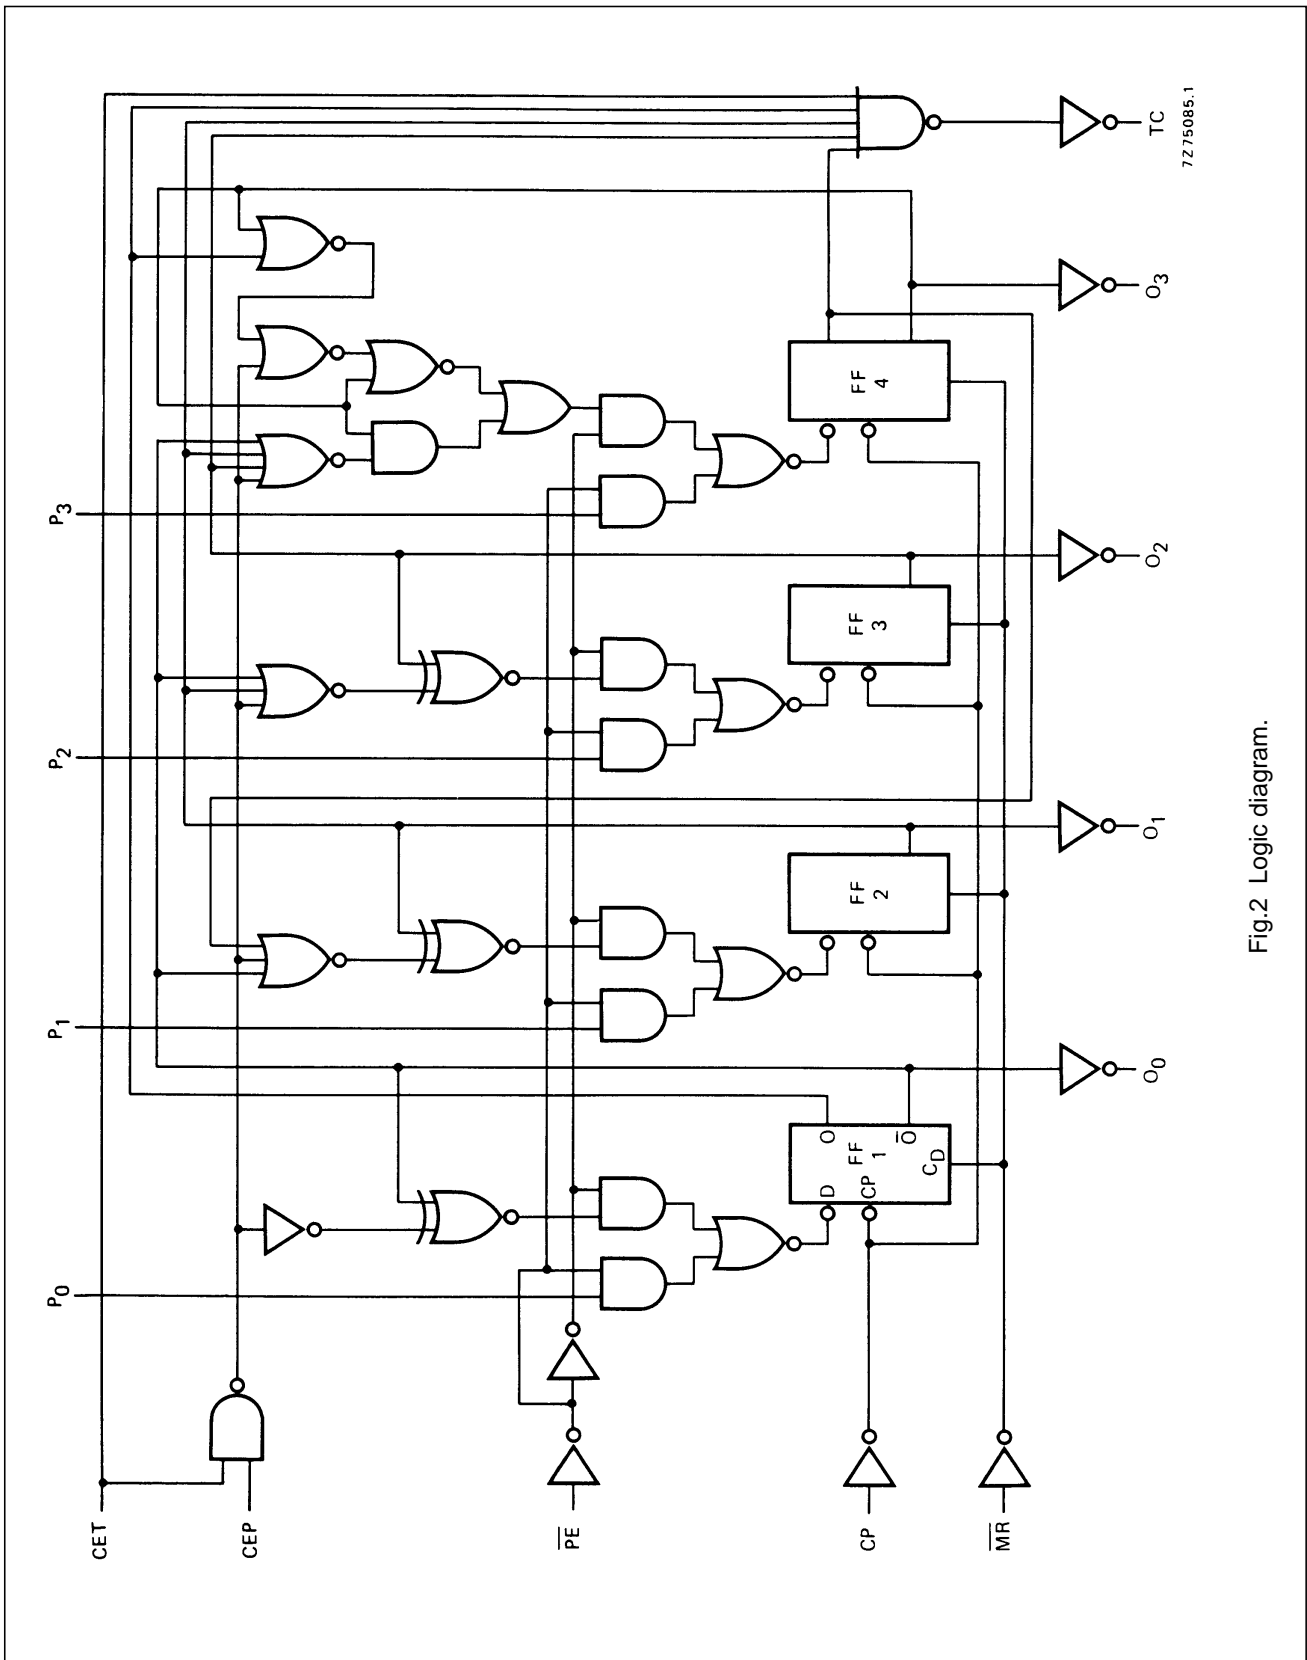 CET
CEP
PE
CP
MR
P0
P1
P2
P3
D
O
CP
FF
1
O
CD
FF
2
FF
3
FF
4
O0
O1
O2
O3
TC
7Z75085.1
Fig.2 Logic diagram.